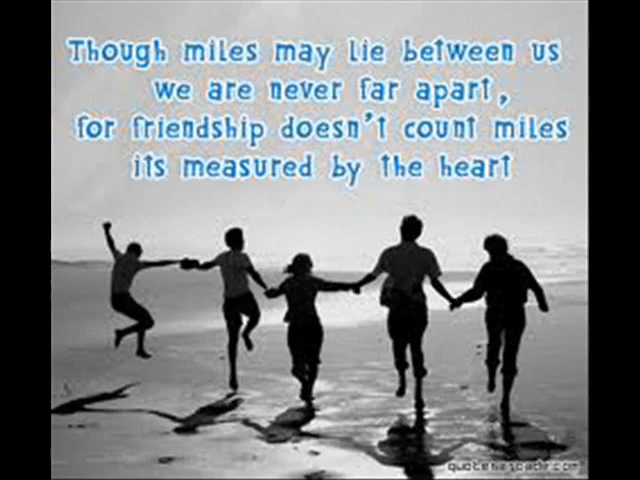 Though miles may lie between us
we are never far apart,
for friendship doesn't count miles
its measured by the heart